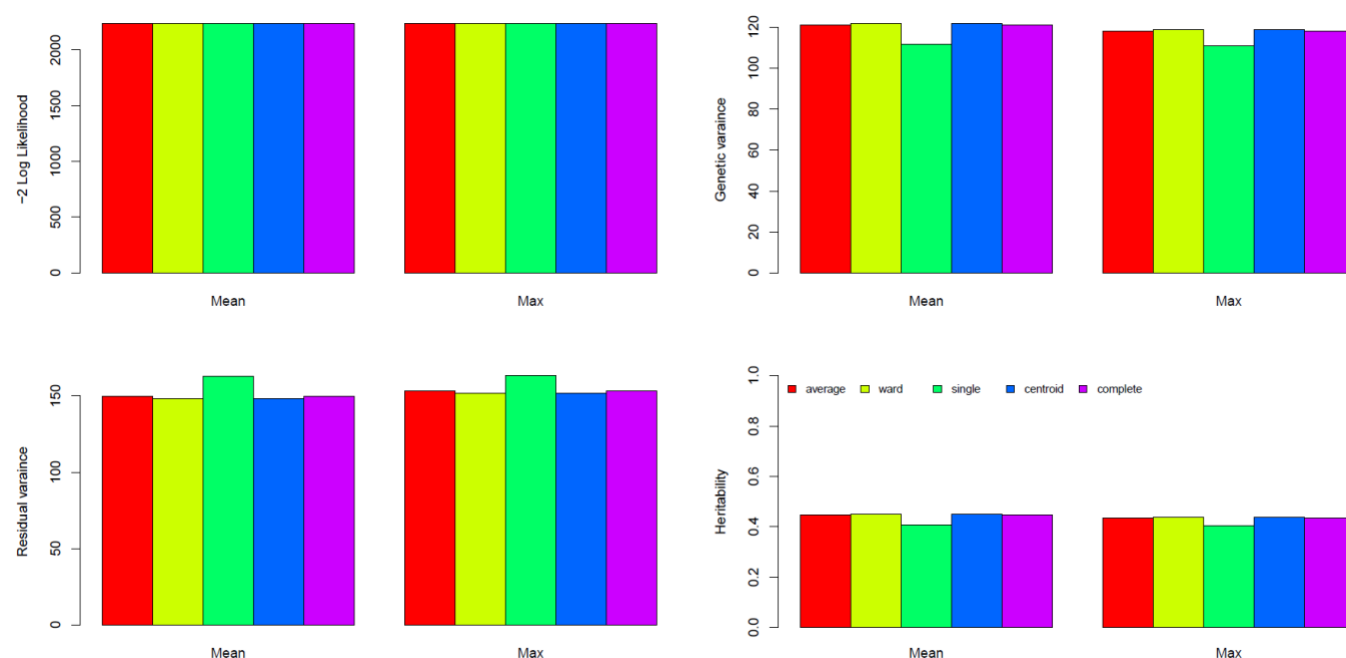 −2 Log Likelihood
0
500
1000
1500
2000
Mean
Max
Genetic varaince
0
20
40
60
80
100
120
Mean
Max
Residual varaince
0
50
100
150
Mean
Max
Heritability
0.0
0.2
0.4
0.6
0.8
1.0
average ward single centroid complete
Mean
Max